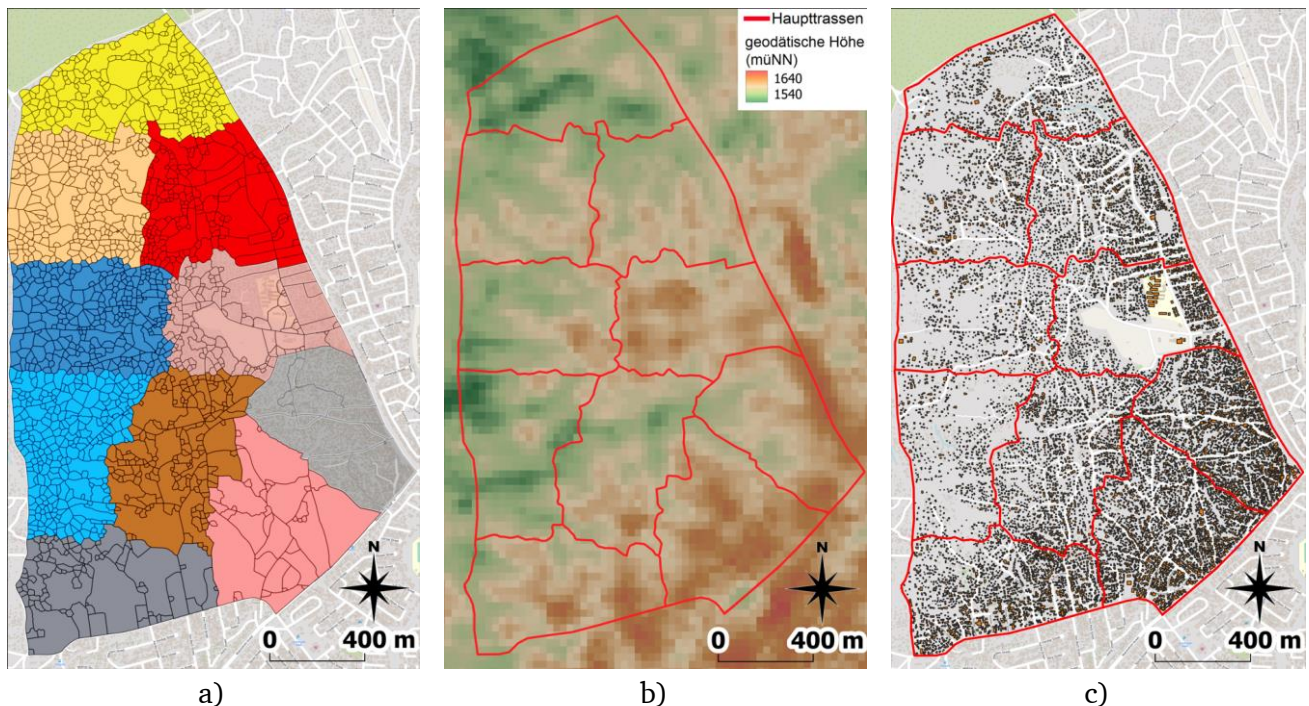 Haupttrassen
geodätische Höhe
(müNN)
1640
1540
N
0 400 m
N
0 400 m
N
0 400 m
a)
b)
c)